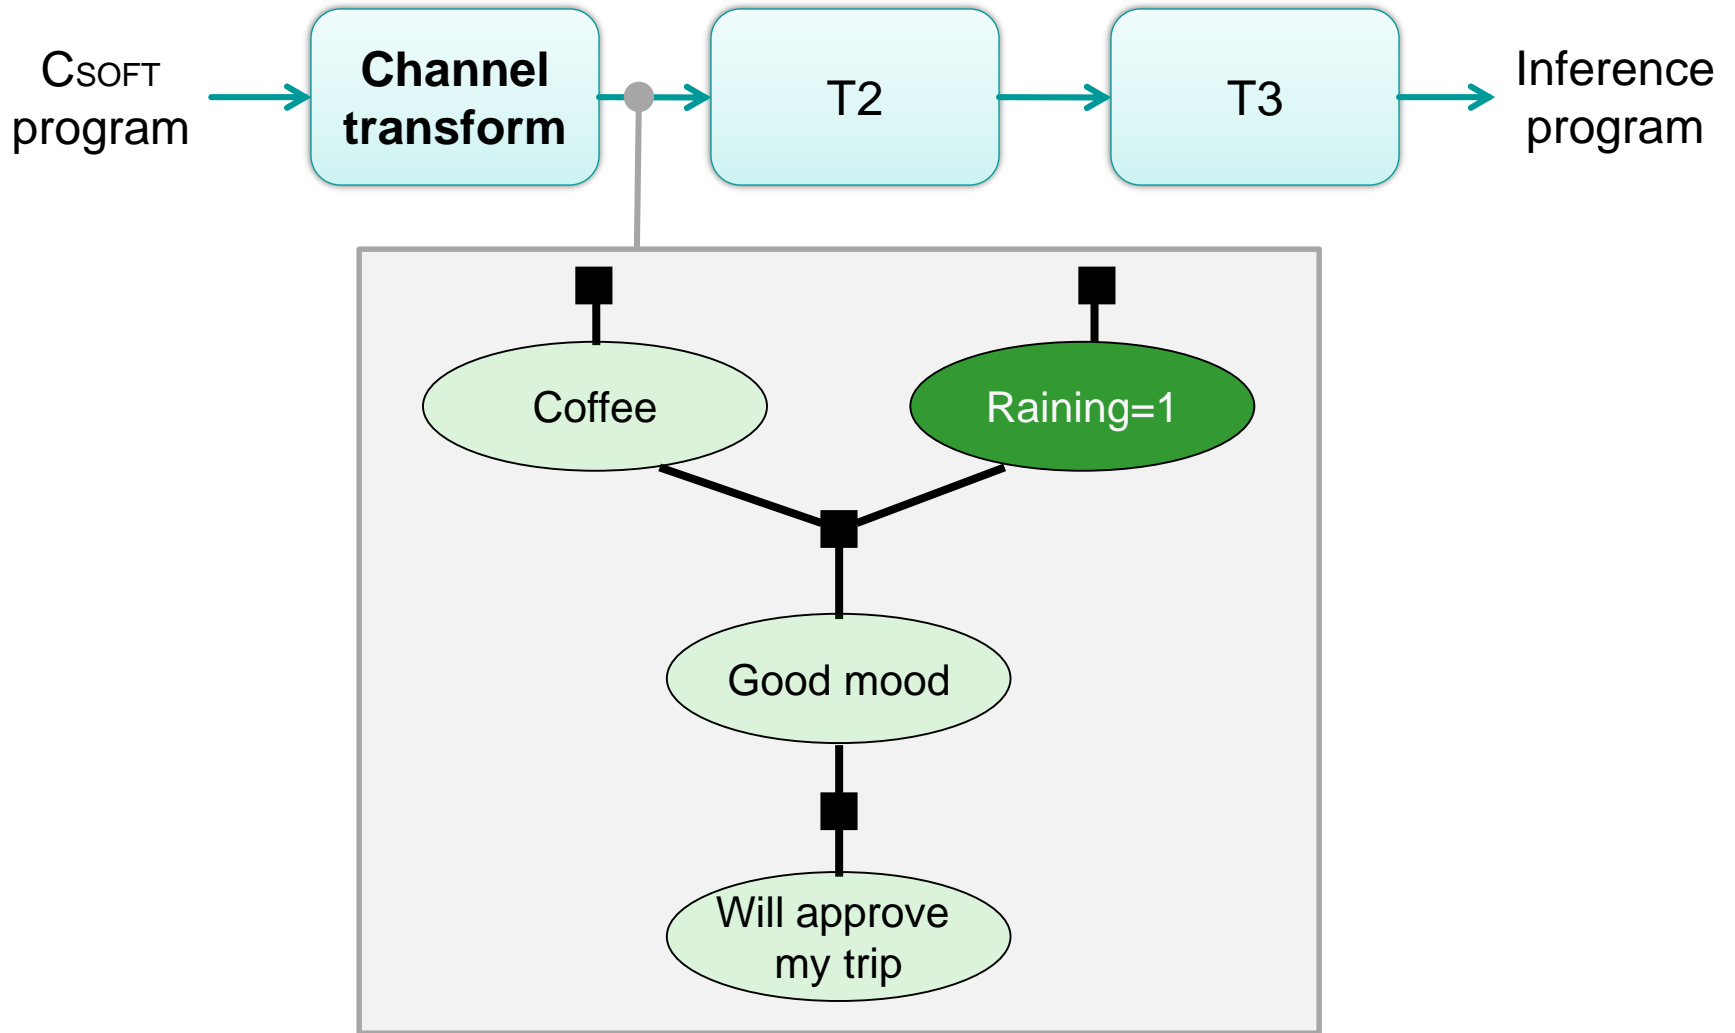 CSOFT
program
Channel
transform
T2
T3
Inference
program
Coffee
Raining=1
Good mood
Will approve
my trip